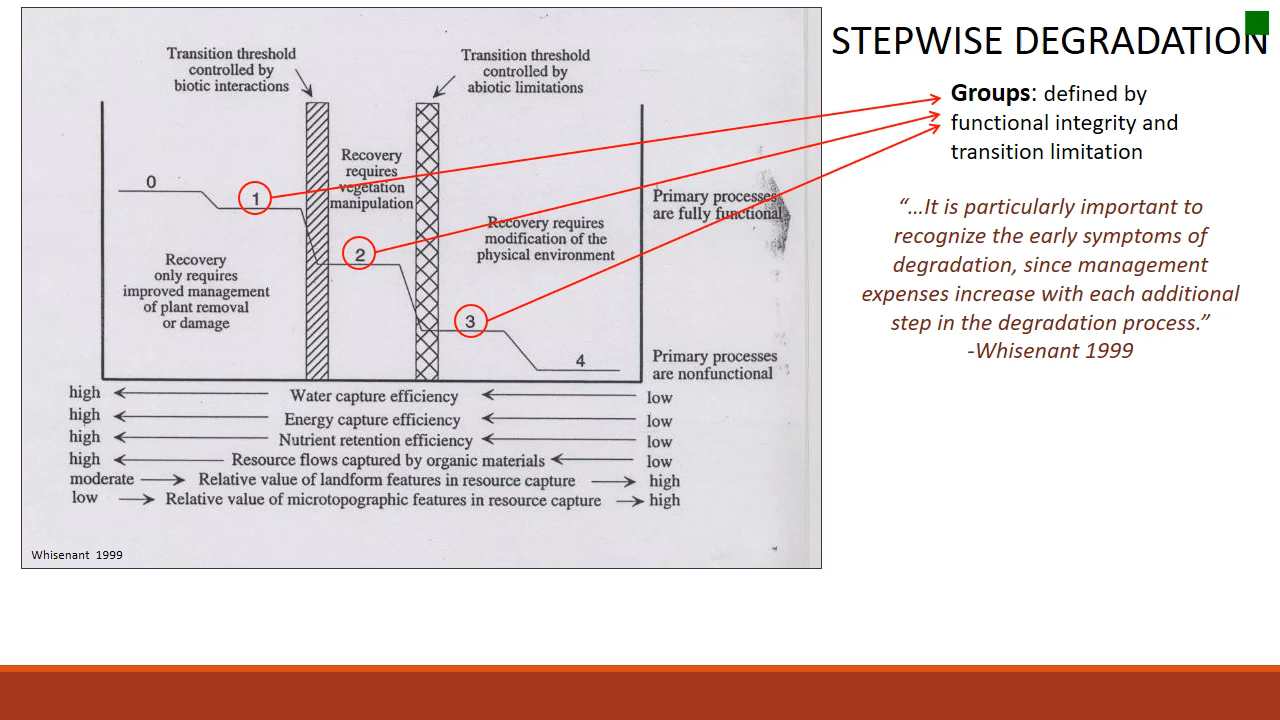 STEPWISE DEGRADATION
Groups: defined by
functional integrity and
transition limitation
“...It is particularly important to
recognize the early symptoms of
degradation, since management
expenses increase with each additional
step in the degradation process.”
-Whisenant 1999
Transition threshold
controlled by
biotic interactions
Transition threshold
controlled by
abiotic limitations
0
1
2
3
4
Recovery
only requires
improved management
of plant removal
or damage
Recovery
requires
vegetation
manipulation
Recovery requires
modification of the
physical environment
Primary processes
are fully functional
Primary processes
are nonfunctional
high Water capture efficiency low
high Energy capture efficiency low
high Nutrient retention efficiency low
high Resource flows captured by organic materials low
moderate Relative value of landform features in resource capture high
low Relative value of microtopographic features in resource capture high
Whisenant 1999